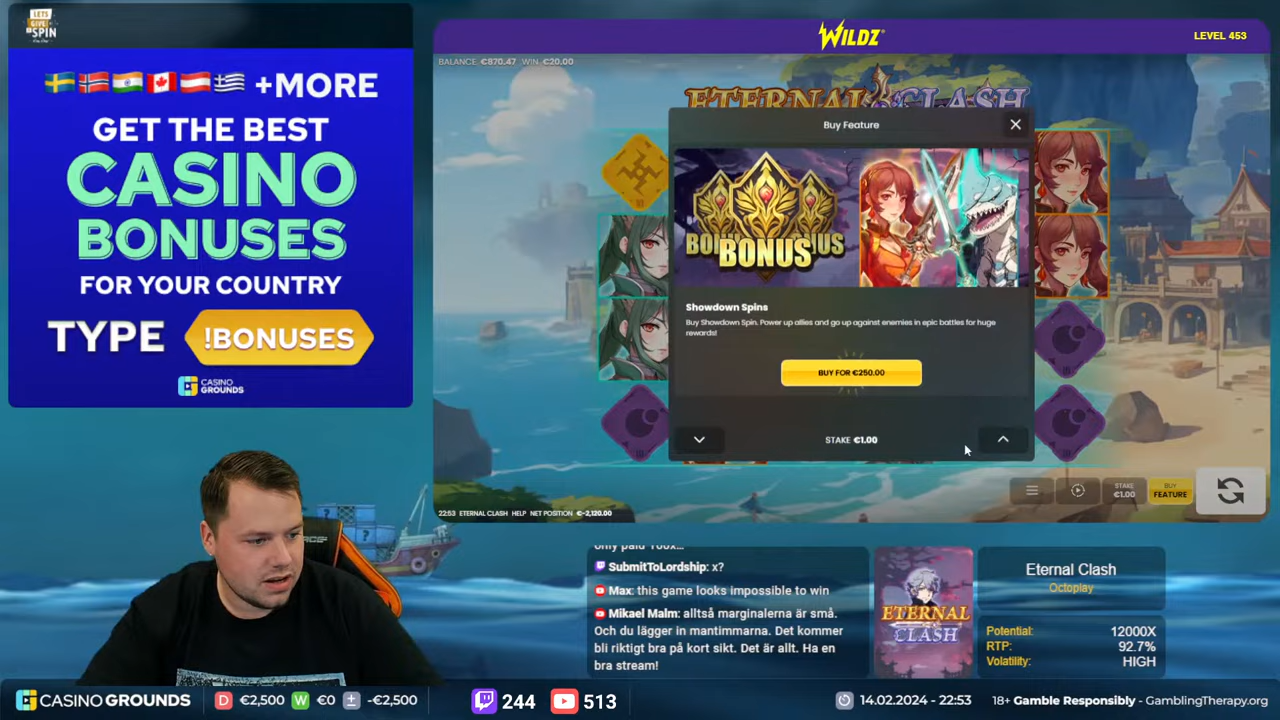 LETS
GIVE IT
A SPIN
+MORE
GET THE BEST
CASINO
BONUSES
FOR YOUR COUNTRY
TYPE !BONUSES
CASINO
GROUNDS
WILDZ
LEVEL 453
BALANCE €870.47 WIN €20.00
ETERNAL CLASH
Buy Feature
BONUS
Showdown Spins
Buy Showdown Spin. Power up allies and go up against enemies in epic battles for huge
rewards!
BUY FOR €250.00
STAKE €1.00
STAKE
€1.00
BUY
FEATURE
22:53 ETERNAL CLASH HELP NET POSITION €-2,120.00
only paid 100x...
SubmitToLordship: x?
Max: this game looks impossible to win
Mikael Malm: alltså marginalerna är små.
Och du lägger in mantimmarna. Det kommer
bli riktigt bra på kort sikt. Det är allt. Ha en
bra stream!
ETERNAL
CLASH
Eternal Clash
Octoplay
Potential: 12000X
RTP: 92.7%
Volatility: HIGH
CASINOGROUNDS D €2,500 W €0 ± -€2,500 244 513 14.02.2024 - 22:53 18+ Gamble Responsibly - GamblingTherapy.org